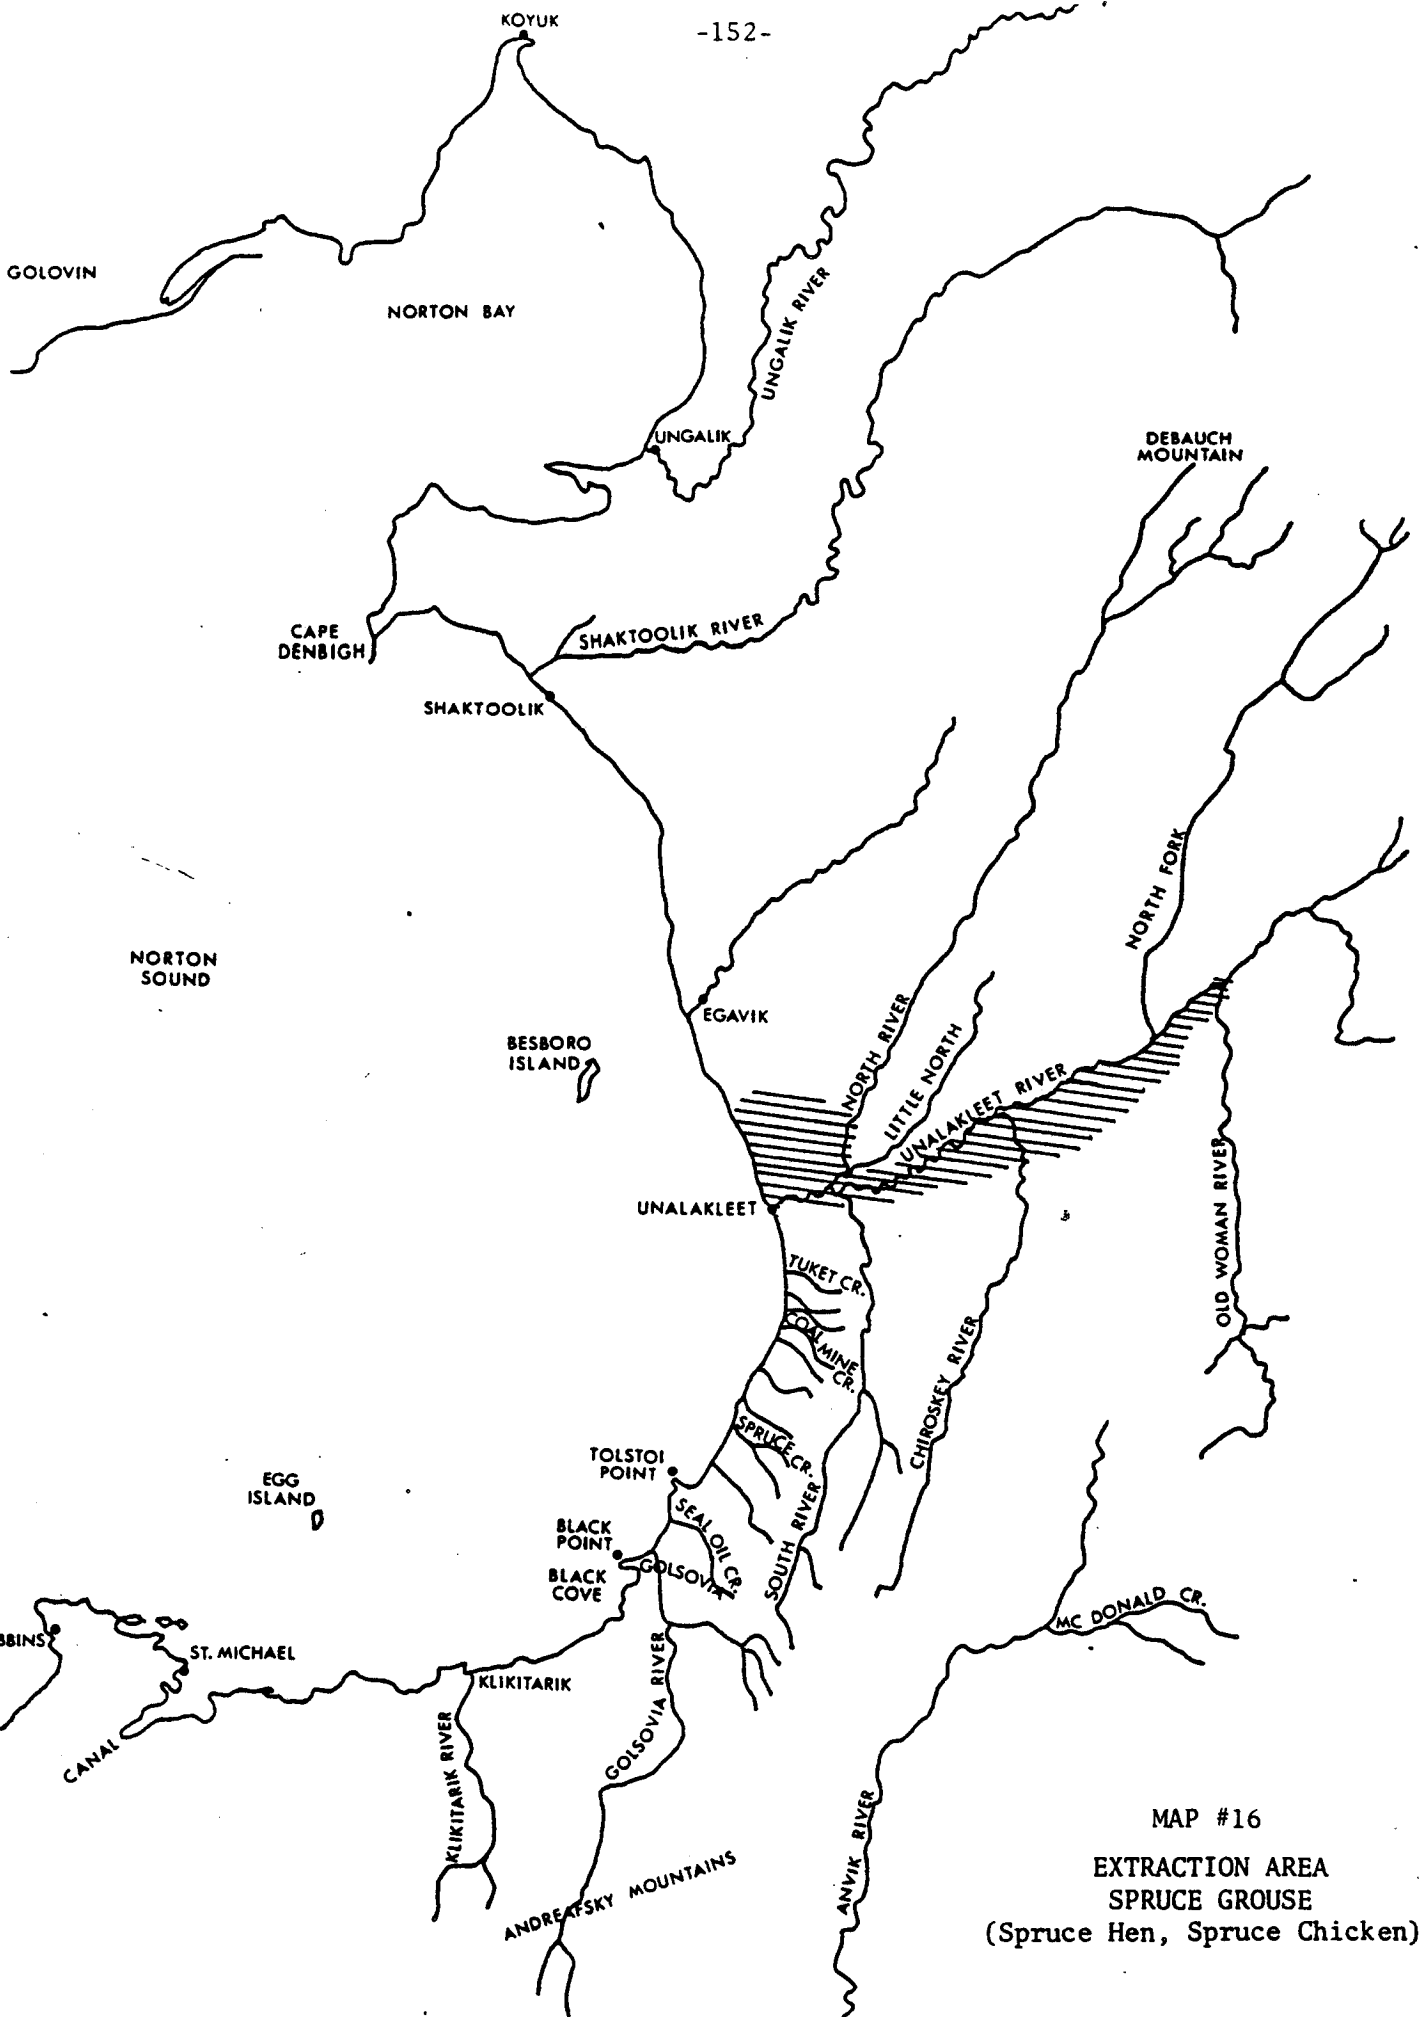 KOYUK
-152-
GOLOVIN
NORTON BAY
UNGALIK RIVER
UNGALIK
DEBAUCH
MOUNTAIN
CAPE
DENBIGH
SHAKTOOLIK RIVER
SHAKTOOLIK
NORTH FORK
NORTON
SOUND
EGAVIK
BESBORO
ISLAND
NORTH RIVER
LITTLE NORTH
UNALAKLEET RIVER
UNALAKLEET
OLD WOMAN RIVER
TUKET CR.
COAL MINE
CR.
CHIROSKEY RIVER
SPRUCE CR.
TOLSTOI
POINT
EGG
ISLAND
SEAL OIL CR.
SOUTH RIVER
BLACK
POINT
GOLSOVIA
BLACK
COVE
MC DONALD CR.
BBINS
ST. MICHAEL
KLIKITARIK
GOLSOVIA RIVER
CANAL
KLIKITARIK RIVER
ANVIK RIVER
ANDREAFSKY MOUNTAINS
MAP #16
EXTRACTION AREA
SPRUCE GROUSE
(Spruce Hen, Spruce Chicken)